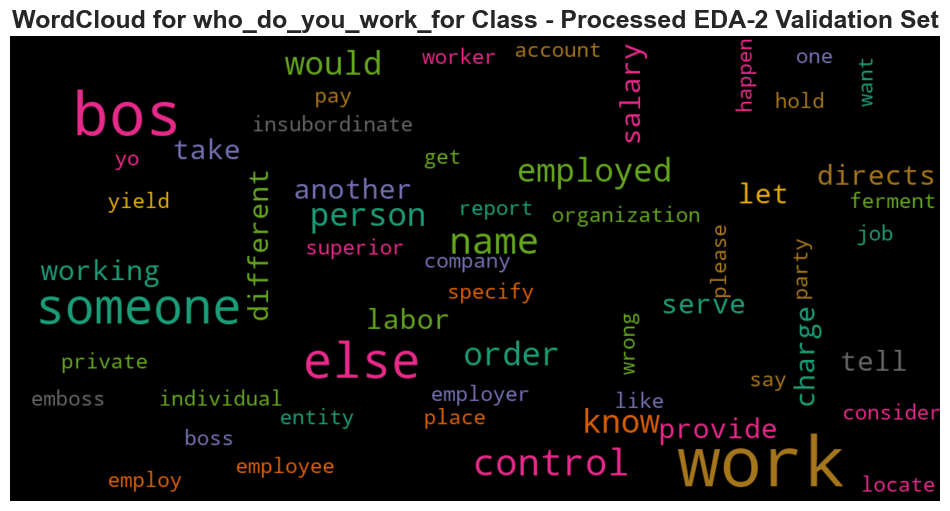 WordCloud for who_do_you_work_for Class - Processed EDA-2 Validation Set
would
worker
account
salary
happen
one
want
bos
pay
hold
insubordinate
take
yo
get
employed
directs
another
different
let
yield
person
report
organization
ferment
name
superior
job
please
party
working
company
someone
specify
serve
labor
wrong
charge
else
order
private
tell
say
emboss
individual
employer
like
entity
place
know
consider
boss
provide
employ
employee
control
work
locate